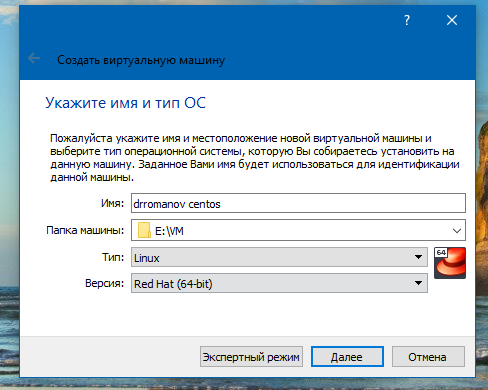 ?
Создать виртуальную машину
Укажите имя и тип ОС
Пожалуйста укажите имя и местоположение новой виртуальной машины и
выберите тип операционной системы, которую Вы собираетесь установить на
данную машину. Заданное Вами имя будет использоваться для идентификации
данной машины.
Имя: drromanov centos
Папка машины: E:\VM
Тип: Linux
64
Версия: Red Hat (64-bit)
Экспертный режим Далее Отмена